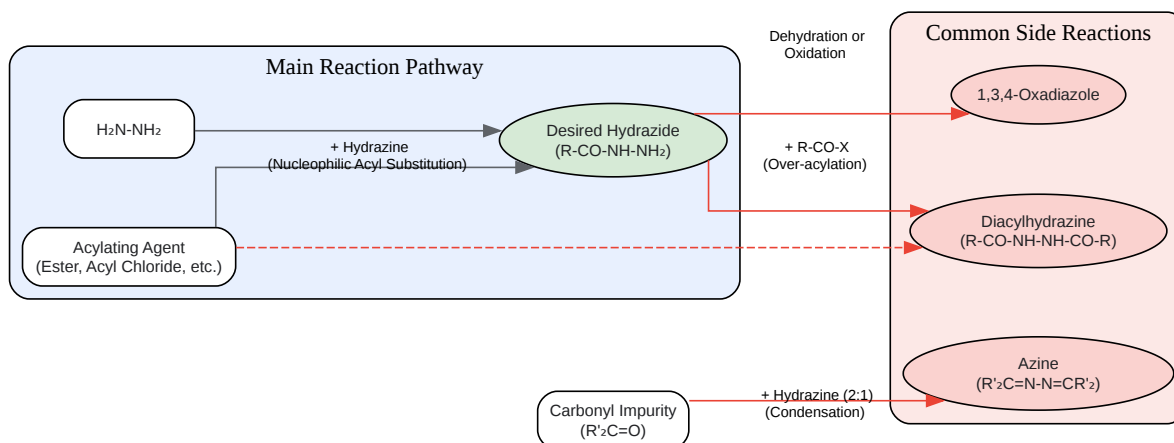 Common Side Reactions
Dehydration or
Oxidation
Main Reaction Pathway
1,3,4-Oxadiazole
H₂N-NH₂
Desired Hydrazide
(R-CO-NH-NH₂)
+ Hydrazine
(Nucleophilic Acyl Substitution)
+ R-CO-X
(Over-acylation)
Diacylhydrazine
(R-CO-NH-NH-CO-R)
Acylating Agent
(Ester, Acyl Chloride, etc.)
Azine
(R'₂C=N-N=CR'₂)
+ Hydrazine (2:1)
(Condensation)
Carbonyl Impurity
(R'₂C=O)